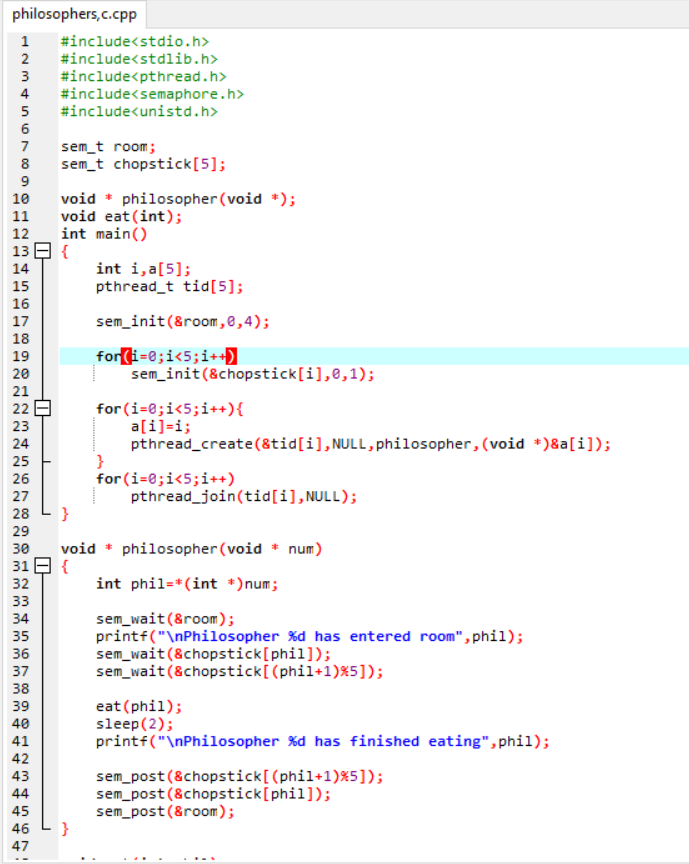 philosophers,c.cpp
1 #include<stdio.h>
2 #include<stdlib.h>
3 #include<pthread.h>
4 #include<semaphore.h>
5 #include<unistd.h>
6
7 sem_t room;
8 sem_t chopstick[5];
9
10 void * philosopher(void *);
11 void eat(int);
12 int main()
13 {
14 int i,a[5];
15 pthread_t tid[5];
16
17 sem_init(&room,0,4);
18
19 for(i=0;i<5;i++)
20 sem_init(&chopstick[i],0,1);
21
22 for(i=0;i<5;i++){
23 a[i]=i;
24 pthread_create(&tid[i],NULL,philosopher,(void *)&a[i]);
25 }
26 for(i=0;i<5;i++)
27 pthread_join(tid[i],NULL);
28 }
29
30 void * philosopher(void * num)
31 {
32 int phil=*(int *)num;
33
34 sem_wait(&room);
35 printf("\nPhilosopher %d has entered room",phil);
36 sem_wait(&chopstick[phil]);
37 sem_wait(&chopstick[(phil+1)%5]);
38
39 eat(phil);
40 sleep(2);
41 printf("\nPhilosopher %d has finished eating",phil);
42
43 sem_post(&chopstick[(phil+1)%5]);
44 sem_post(&chopstick[phil]);
45 sem_post(&room);
46 }
47